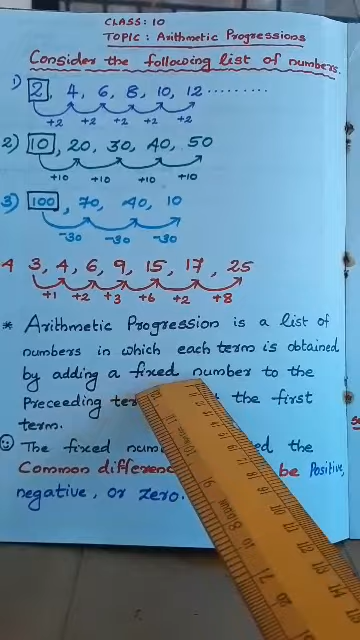 CLASS: 10
TOPIC: Arithmetic Progressions
Consider the following list of numbers.
1) 2, 4, 6, 8, 10, 12 .........
+2 +2 +2 +2 +2
2) 10, 20, 30, 40, 50
+10 +10 +10 +10
3) 100, 70, 40, 10
-30 -30 -30
4 3, 4, 6, 9, 15, 17, 25
+1 +2 +3 +6 +2 +8
* Arithmetic Progression is a list of
numbers in which each term is obtained
by adding a fixed number to the
Preceeding the first
term.
The fixed the
Common be Positive,
negative, or zero.